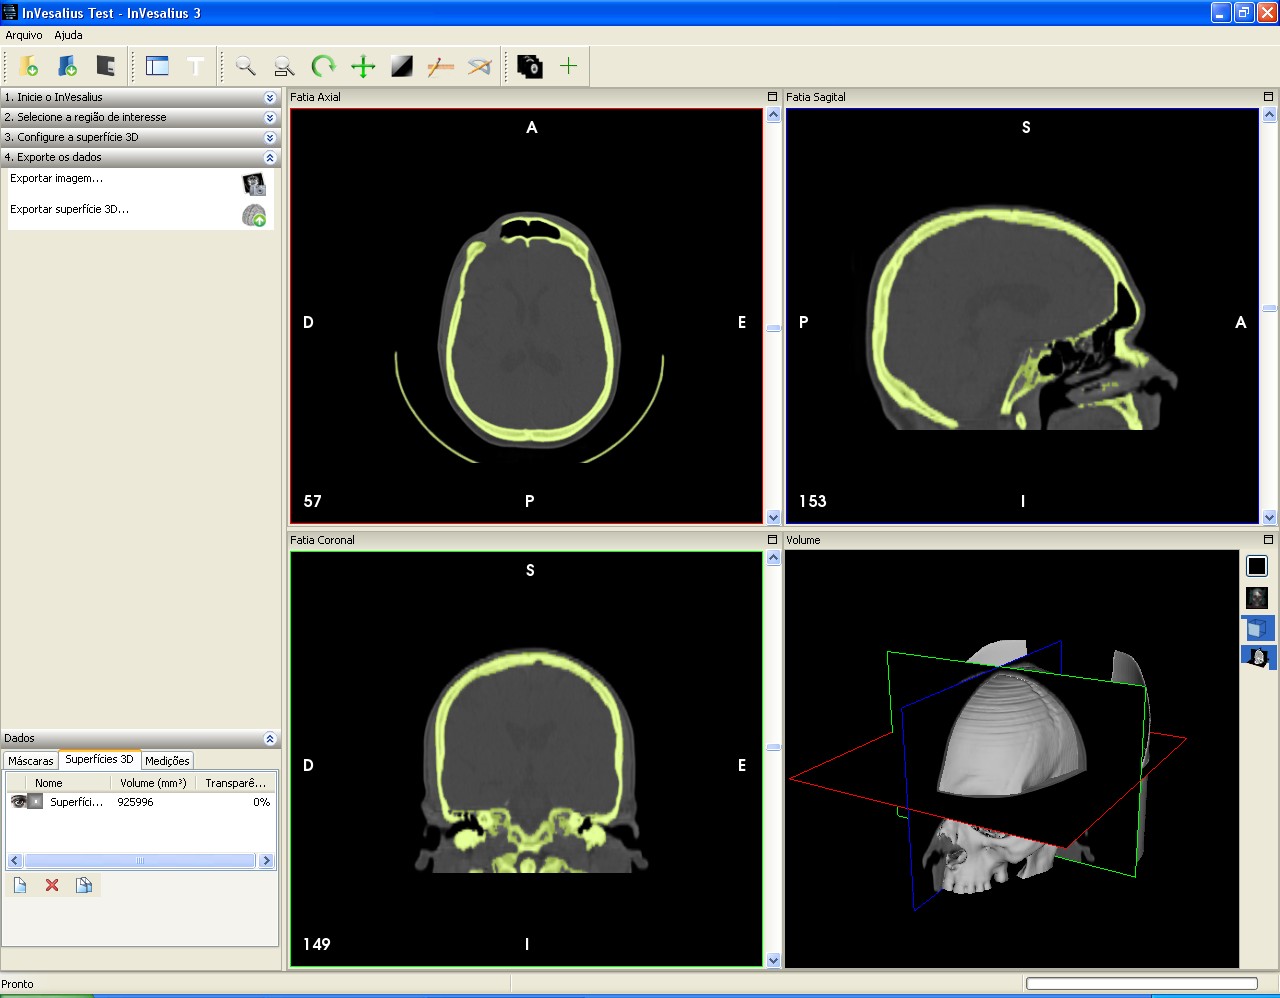 InVesalius Test - InVesalius 3
Arquivo Ajuda
1. Inicie o InVesalius
2. Selecione a região de interesse
3. Configure a superfície 3D
4. Exporte os dados
Exportar imagem...
Exportar superfície 3D...
Fatia Axial
A
D
E
57
P
Fatia Sagital
S
P
A
153
I
Fatia Coronal
S
D
E
149
I
Volume
Dados
Máscaras Superfícies 3D Medições
Nome Volume (mm³) Transparê...
Superfíci... 925996 0%
Pronto